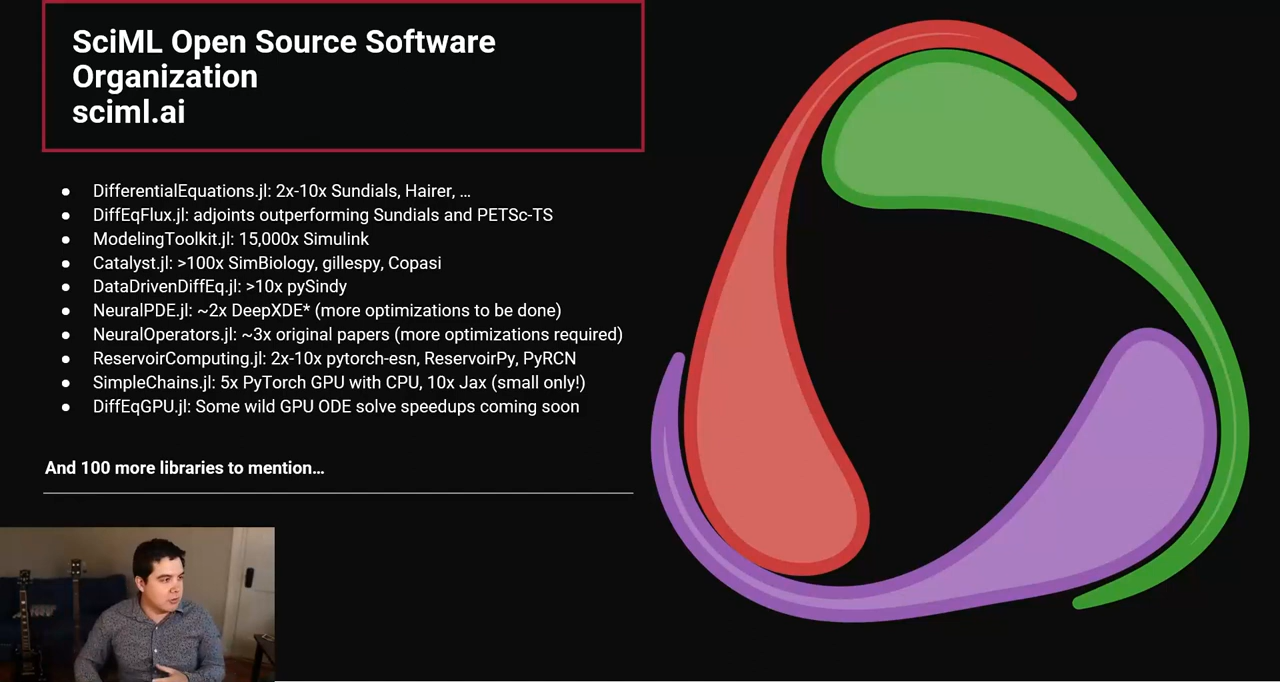 SciML Open Source Software
Organization
sciml.ai
● DifferentialEquations.jl: 2x-10x Sundials, Hairer, ...
● DiffEqFlux.jl: adjoints outperforming Sundials and PETSc-TS
● ModelingToolkit.jl: 15,000x Simulink
● Catalyst.jl: >100x SimBiology, gillespy, Copasi
● DataDrivenDiffEq.jl: >10x pySindy
● NeuralPDE.jl: ~2x DeepXDE* (more optimizations to be done)
● NeuralOperators.jl: ~3x original papers (more optimizations required)
● ReservoirComputing.jl: 2x-10x pytorch-esn, ReservoirPy, PyRCN
● SimpleChains.jl: 5x PyTorch GPU with CPU, 10x Jax (small only!)
● DiffEqGPU.jl: Some wild GPU ODE solve speedups coming soon
And 100 more libraries to mention...